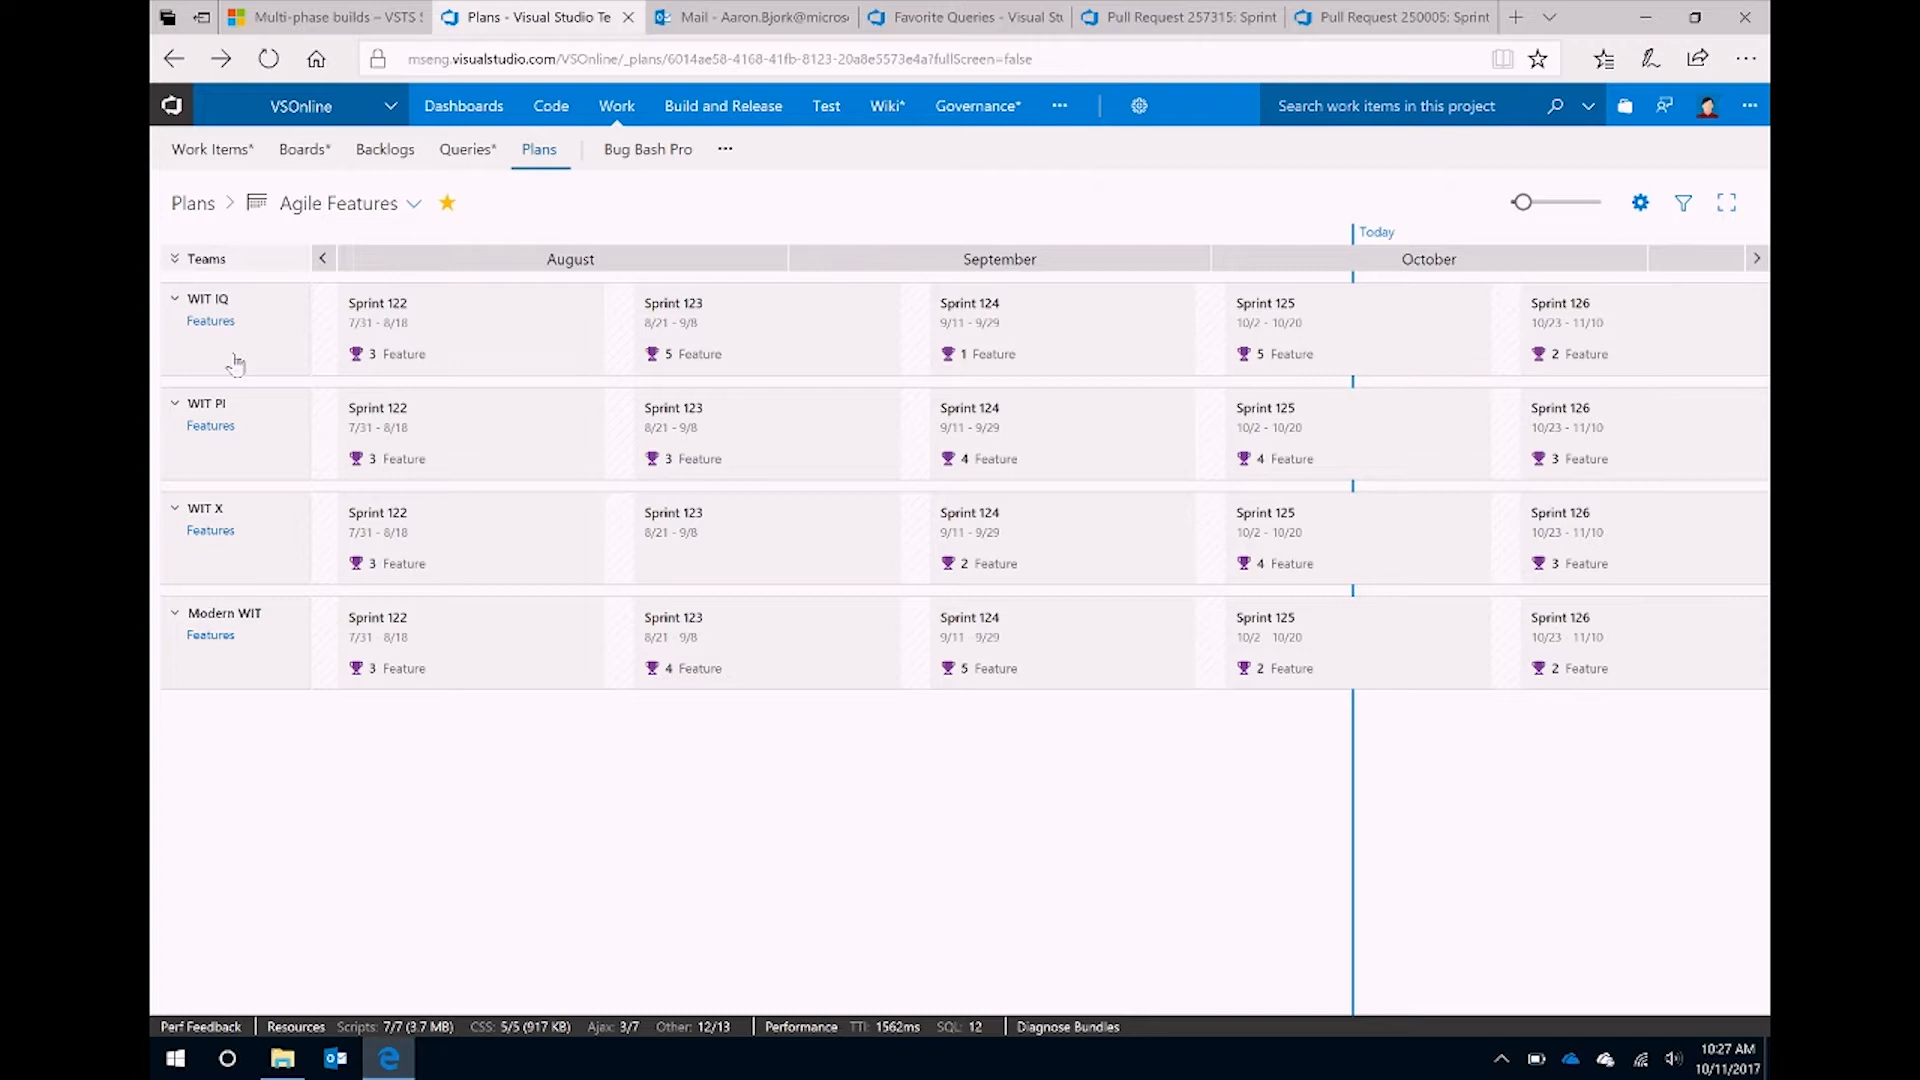 Multi-phase builds – VSTS S
Plans - Visual Studio Te
Mail - Aaron.Bjork@micros
Favorite Queries - Visual Stu
Pull Request 257315: Sprint
Pull Request 250005: Sprint
mseng.visualstudio.com/VSOnline/_plans/6014ae58-4168-41fb-8123-20a8e5573e4a?fullScreen=false
VSOnline
Dashboards
Code
Work
Build and Release
Test
Wiki*
Governance*
Search work items in this project
Work Items*
Boards*
Backlogs
Queries*
Plans
Bug Bash Pro
Plans
Agile Features
Today
Teams
August
September
October
WIT IQ
Features
Sprint 122
7/31 - 8/18
3 Feature
Sprint 123
8/21 - 9/8
5 Feature
Sprint 124
9/11 - 9/29
1 Feature
Sprint 125
10/2 - 10/20
5 Feature
Sprint 126
10/23 - 11/10
2 Feature
WIT PI
Features
Sprint 122
7/31 - 8/18
3 Feature
Sprint 123
8/21 - 9/8
3 Feature
Sprint 124
9/11 - 9/29
4 Feature
Sprint 125
10/2 - 10/20
4 Feature
Sprint 126
10/23 - 11/10
3 Feature
WIT X
Features
Sprint 122
7/31 - 8/18
3 Feature
Sprint 123
8/21 - 9/8
Sprint 124
9/11 - 9/29
2 Feature
Sprint 125
10/2 - 10/20
4 Feature
Sprint 126
10/23 - 11/10
3 Feature
Modern WIT
Features
Sprint 122
7/31 - 8/18
3 Feature
Sprint 123
8/21 - 9/8
4 Feature
Sprint 124
9/11 - 9/29
5 Feature
Sprint 125
10/2 - 10/20
2 Feature
Sprint 126
10/23 - 11/10
2 Feature
Perf Feedback
Resources Scripts: 7/7 (3.7 MB) CSS: 5/5 (917 KB) Ajax: 3/7 Other: 12/13
Performance TTI: 1562ms SQL: 12
Diagnose Bundles
10:27 AM
10/11/2017